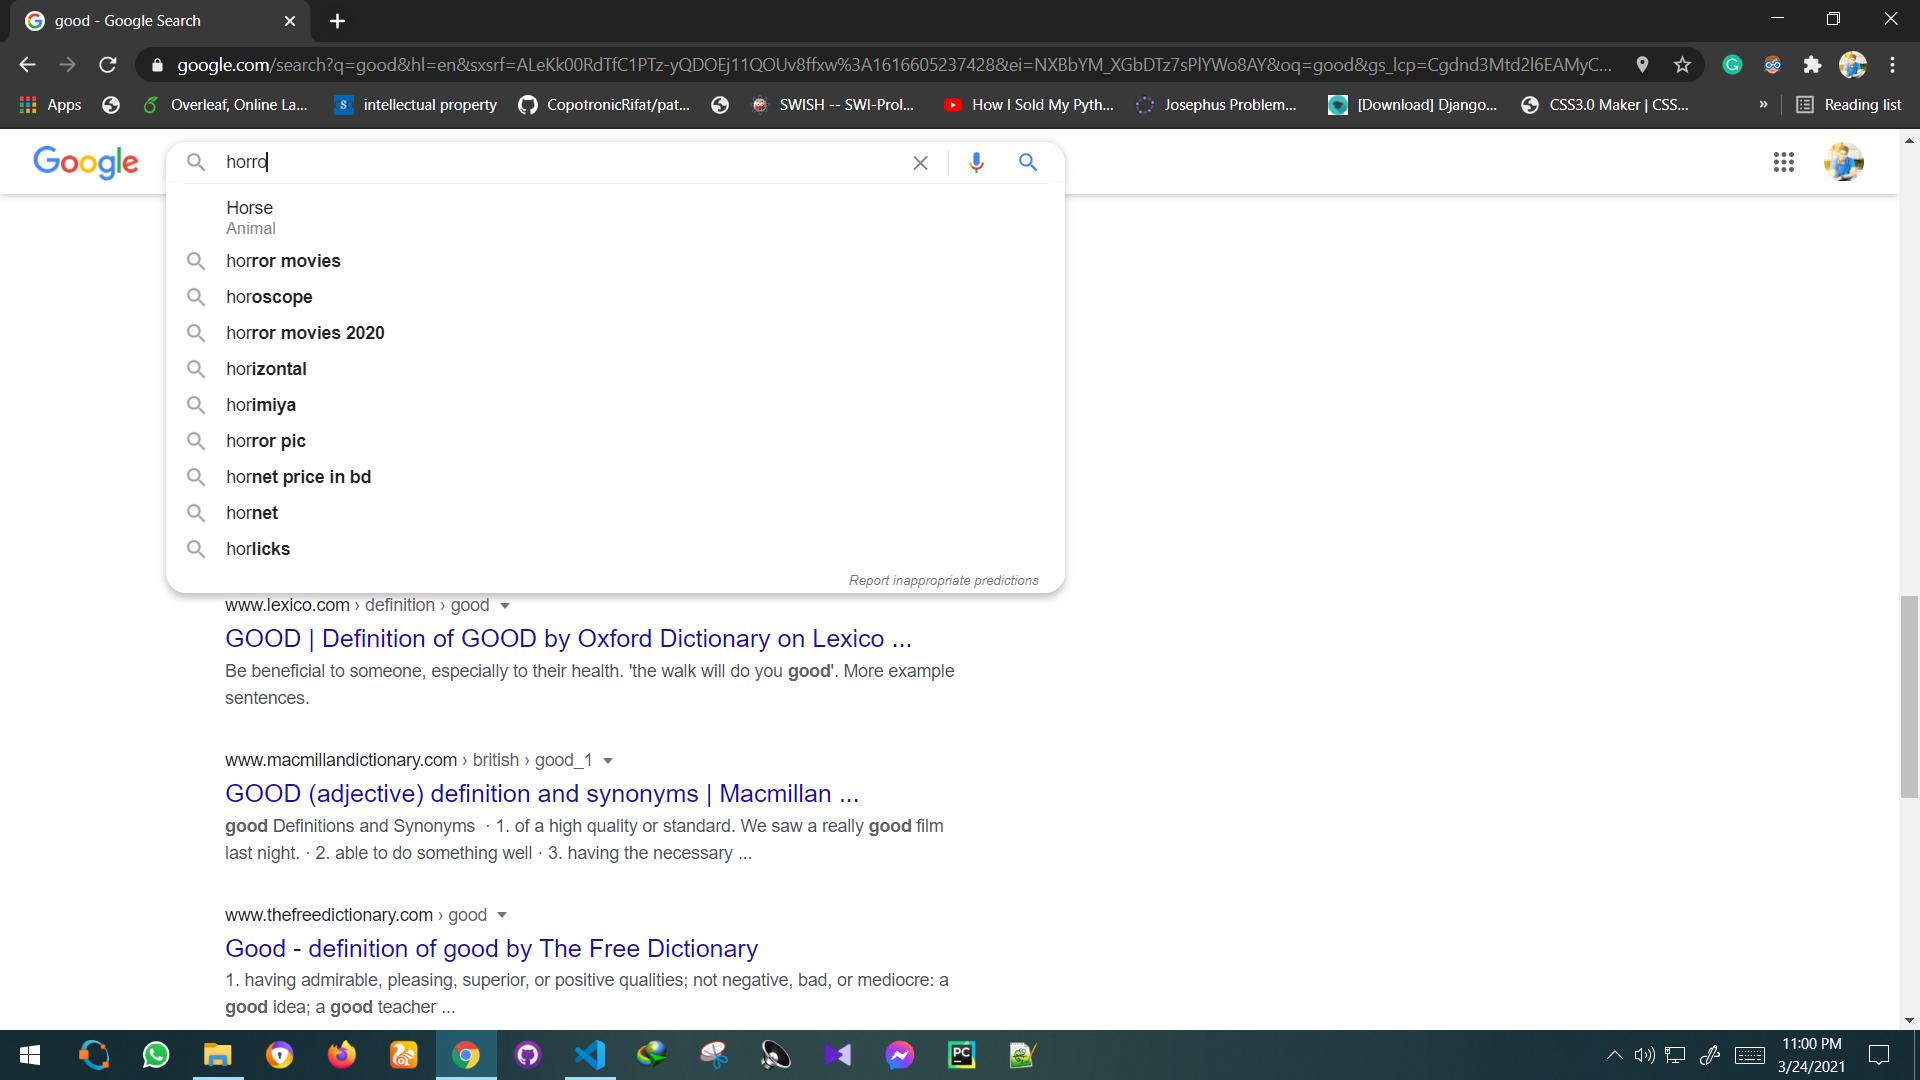 good - Google Search
google.com/search?q=good&hl=en&sxsrf=ALeKk00RdTfC1PTz-yQDOEj11QOUv8ffxw%3A1616605237428&ei=NXBbYM_XGbDTz7sPlYWo8AY&oq=good&gs_lcp=Cgdnd3Mtd2l6EAMyC...
Apps Overleaf, Online La... intellectual property CopotronicRifat/pat... SWISH -- SWI-Prol... How I Sold My Pyth... Josephus Problem... [Download] Django... CSS3.0 Maker | CSS... » Reading list
Google horro
Horse
Animal
horror movies
horoscope
horror movies 2020
horizontal
horimiya
horror pic
hornet price in bd
hornet
horlicks
Report inappropriate predictions
www.lexico.com › definition › good
GOOD | Definition of GOOD by Oxford Dictionary on Lexico ...
Be beneficial to someone, especially to their health. 'the walk will do you good'. More example
sentences.
www.macmillandictionary.com › british › good_1
GOOD (adjective) definition and synonyms | Macmillan ...
good Definitions and Synonyms · 1. of a high quality or standard. We saw a really good film
last night. · 2. able to do something well · 3. having the necessary ...
www.thefreedictionary.com › good
Good - definition of good by The Free Dictionary
1. having admirable, pleasing, superior, or positive qualities; not negative, bad, or mediocre: a
good idea; a good teacher ...
PC
11:00 PM
3/24/2021